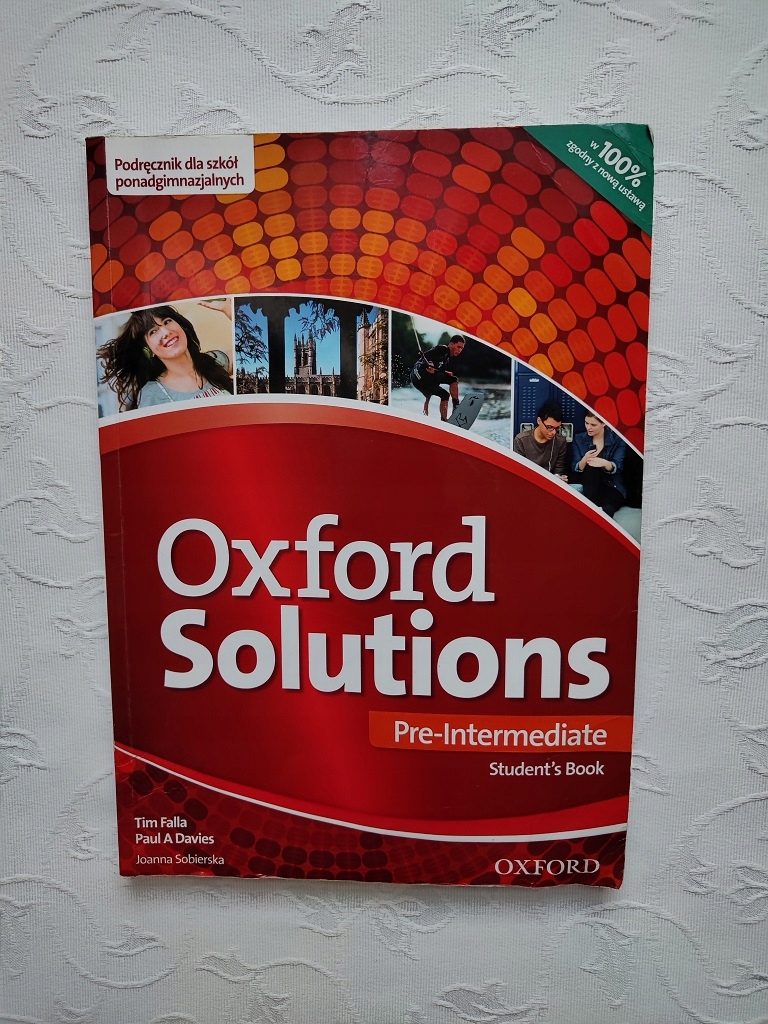 Podręcznik dla szkół
ponadgimnazjalnych
w 100%
zgodny z nową ustawą
Oxford
Solutions
Pre-Intermediate
Student's Book
Tim Falla
Paul A Davies
Joanna Sobierska
OXFORD